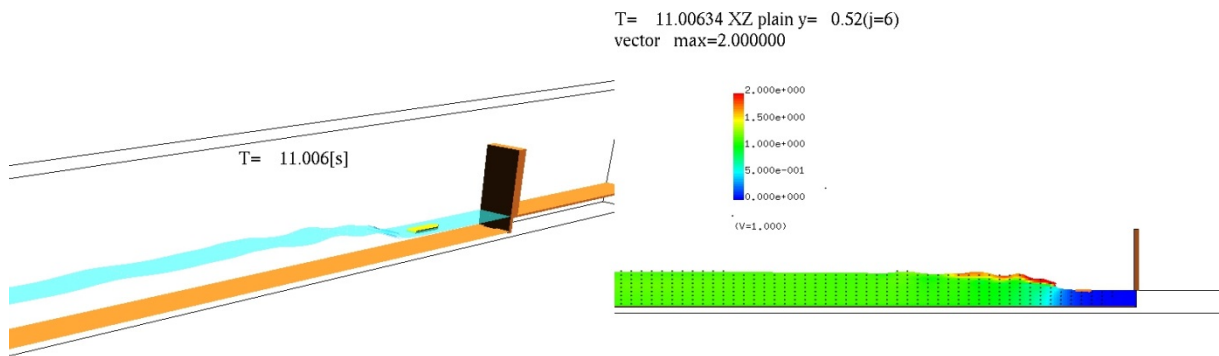 T= 11.006[s]
T= 11.00634 XZ plain y= 0.52(j=6)
vector max=2.000000
2.000e+000
1.500e+000
1.000e+000
5.000e-001
0.000e+000
(V=1.000)